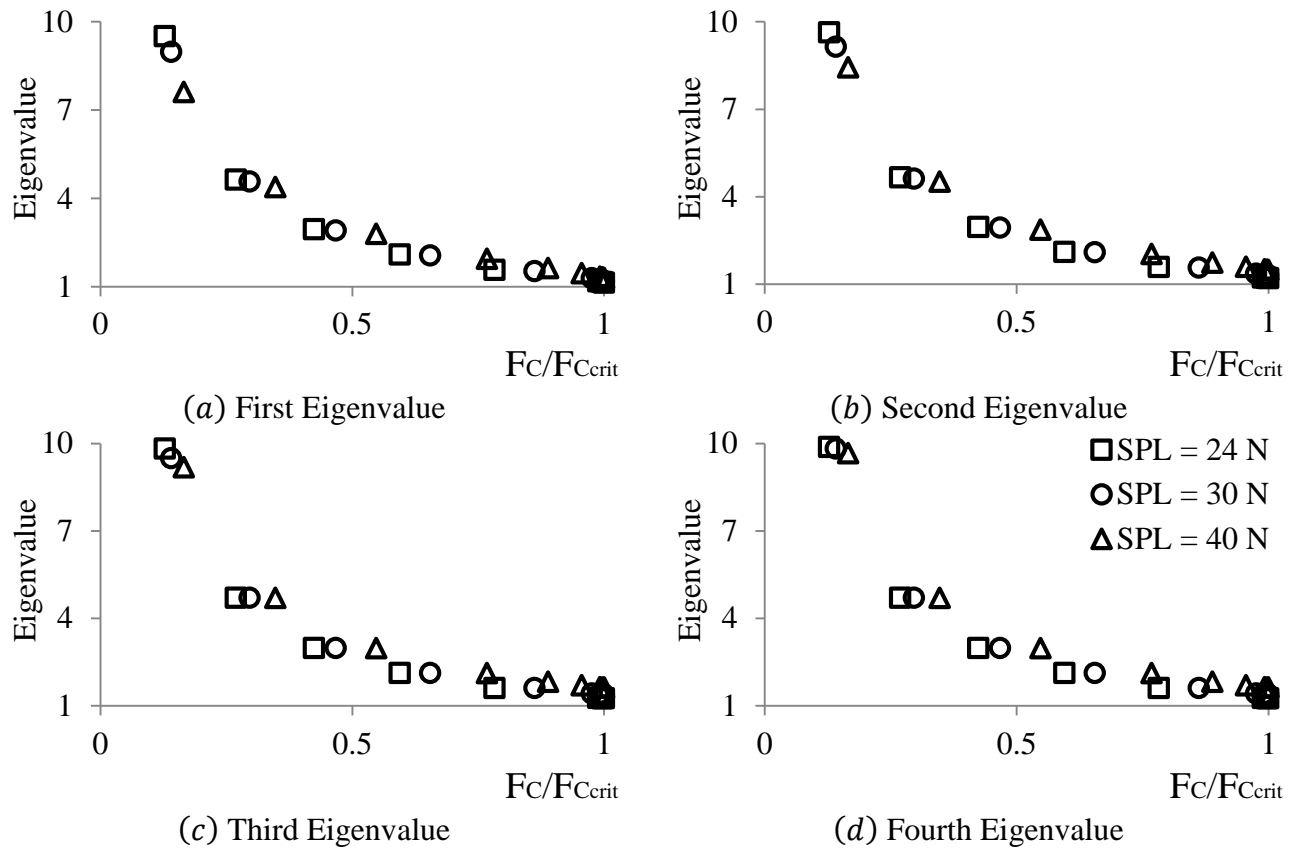 10
7
4
1
Eigenvalue
0
0.5
1
FC/FCcrit
(a) First Eigenvalue
10
7
4
1
Eigenvalue
0
0.5
1
FC/FCcrit
(b) Second Eigenvalue
10
7
4
1
Eigenvalue
0
0.5
1
FC/FCcrit
(c) Third Eigenvalue
10
7
4
1
Eigenvalue
SPL = 24 N
SPL = 30 N
SPL = 40 N
0
0.5
1
FC/FCcrit
(d) Fourth Eigenvalue